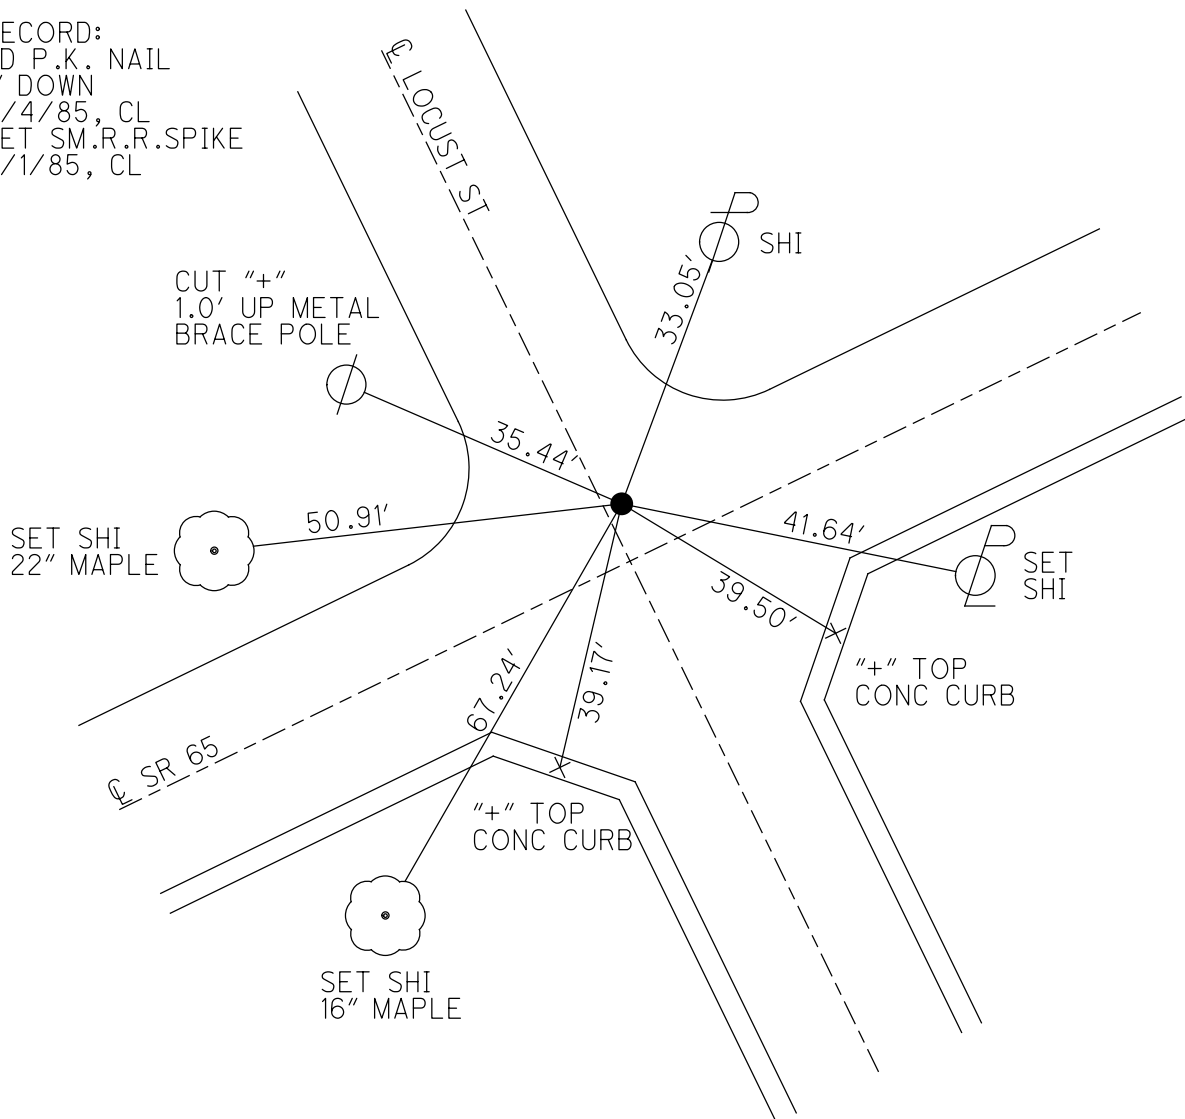 ECORD:
D P.K. NAIL
' DOWN
/4/85, CL
ET SM.R.R.SPIKE
/1/85, CL
℄ LOCUST ST
SHI
33.05'
CUT "+"
1.0' UP METAL
BRACE POLE
35.44'
50.91'
SET SHI
22" MAPLE
41.64'
SET
SHI
39.50'
"+" TOP
CONC CURB
67.24'
39.17'
℄ SR 65
"+" TOP
CONC CURB
SET SHI
16" MAPLE